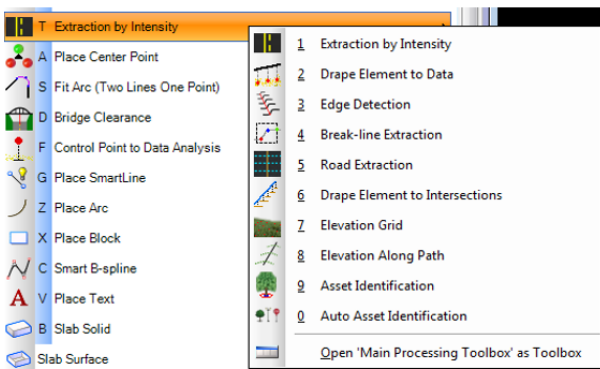 T Extraction by Intensity
A Place Center Point
S Fit Arc (Two Lines One Point)
D Bridge Clearance
F Control Point to Data Analysis
G Place SmartLine
Z Place Arc
X Place Block
C Smart B-spline
A V Place Text
B Slab Solid
Slab Surface
1 Extraction by Intensity
2 Drape Element to Data
3 Edge Detection
4 Break-line Extraction
5 Road Extraction
6 Drape Element to Intersections
7 Elevation Grid
8 Elevation Along Path
9 Asset Identification
0 Auto Asset Identification
Open 'Main Processing Toolbox' as Toolbox